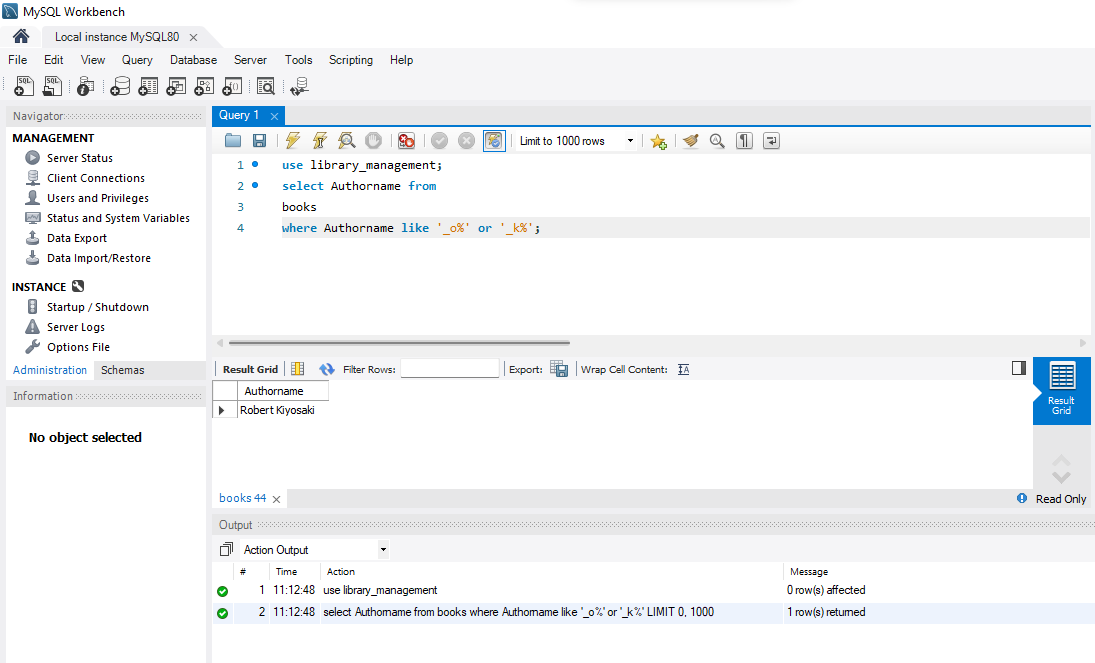 MySQL Workbench
Local instance MySQL80
File Edit View Query Database Server Tools Scripting Help
Navigator
MANAGEMENT
Server Status
Client Connections
Users and Privileges
Status and System Variables
Data Export
Data Import/Restore
INSTANCE
Startup / Shutdown
Server Logs
Options File
Administration Schemas
Information
No object selected
Query 1
Limit to 1000 rows
1 use library_management;
2 select Authorname from
3 books
4 where Authorname like '_o%' or '_k%';
Result Grid Filter Rows: Export: Wrap Cell Content:
Authorname
Robert Kiyosaki
Result
Grid
books 44
Read Only
Output
Action Output
# Time Action Message
1 11:12:48 use library_management 0 row(s) affected
2 11:12:48 select Authorname from books where Authorname like '_o%' or '_k%' LIMIT 0, 1000 1 row(s) returned